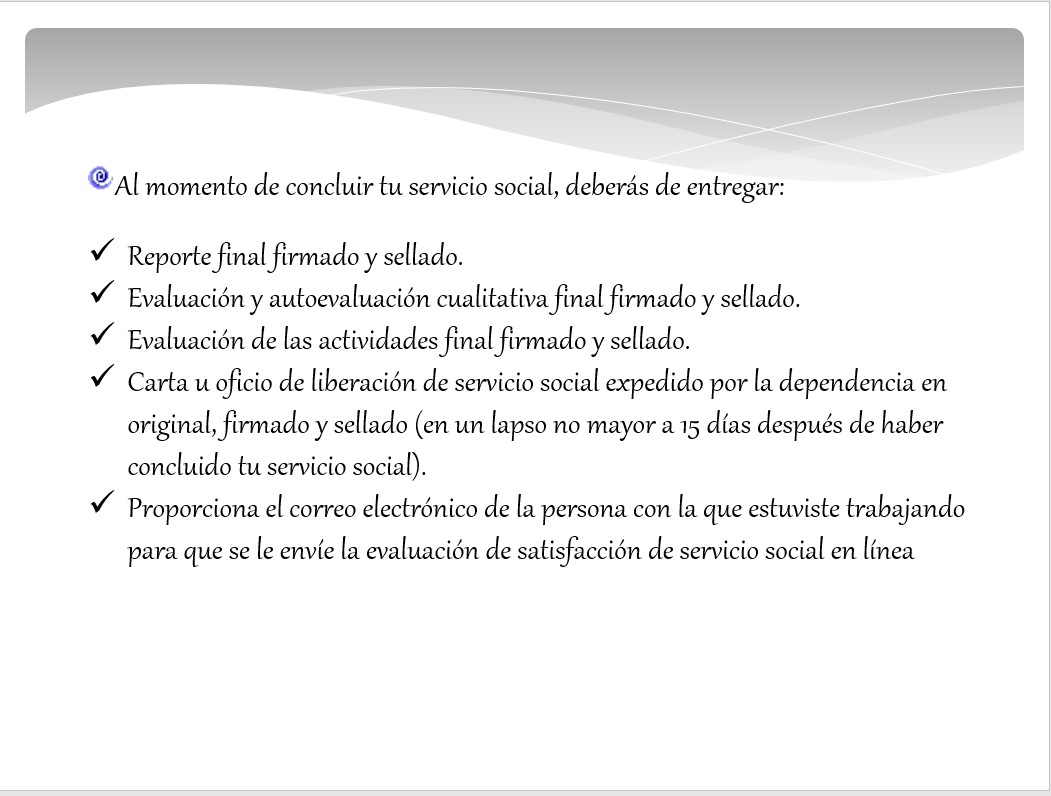 Al momento de concluir tu servicio social, deberás de entregar:
✓ Reporte final firmado y sellado.
✓ Evaluación y autoevaluación cualitativa final firmado y sellado.
✓ Evaluación de las actividades final firmado y sellado.
✓ Carta u oficio de liberación de servicio social expedido por la dependencia en
original, firmado y sellado (en un lapso no mayor a 15 días después de haber
concluido tu servicio social).
✓ Proporciona el correo electrónico de la persona con la que estuviste trabajando
para que se le envíe la evaluación de satisfacción de servicio social en línea